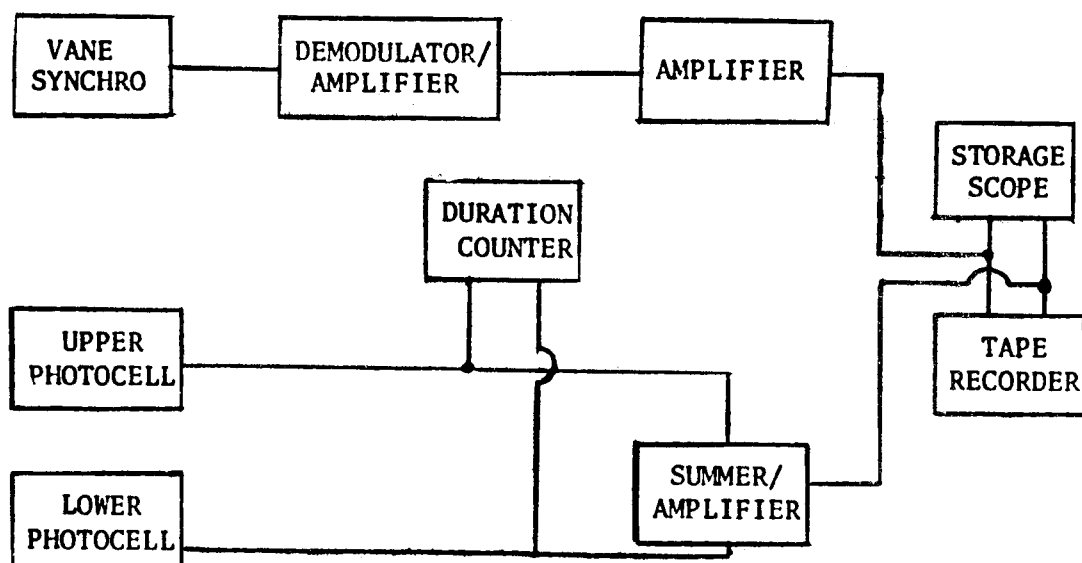 VANE
SYNCHRO
DEMODULATOR/
AMPLIFIER
AMPLIFIER
STORAGE
SCOPE
DURATION
COUNTER
UPPER
PHOTOCELL
TAPE
RECORDER
SUMMER/
AMPLIFIER
LOWER
PHOTOCELL